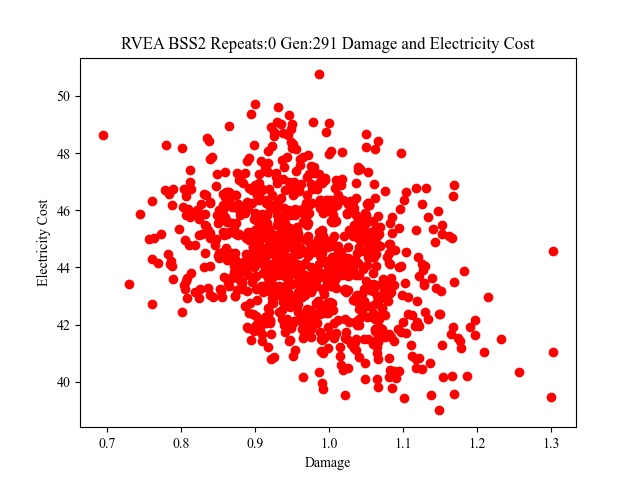 RVEA BSS2 Repeats:0 Gen:291 Damage and Electricity Cost
50
48
46
44
42
40
Electricity Cost
0.7 0.8 0.9 1.0 1.1 1.2 1.3
Damage